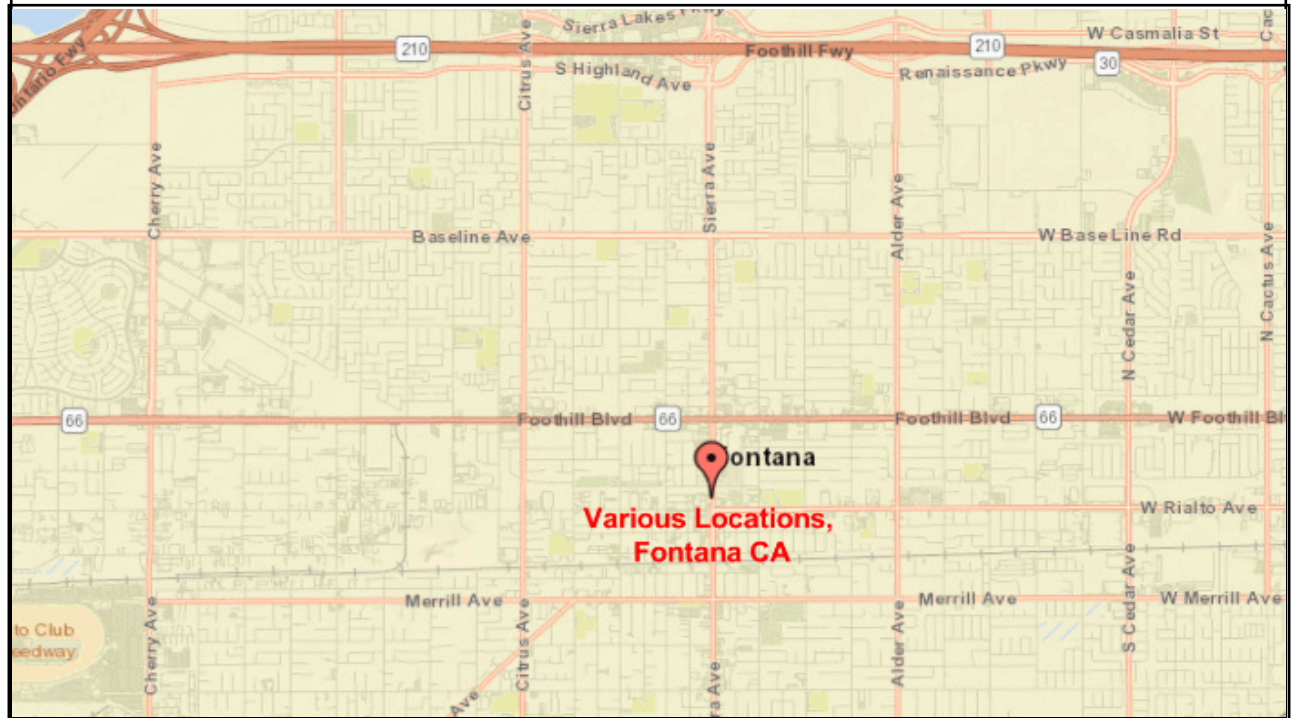 Sierra Lakes Pkwy
W Casmalia St
Cac
210
Foothill Fwy
210
30
Ontario Fwy
Citrus Ave
S Highland Ave
Renaissance Pkwy
Cherry Ave
Sierra Ave
Alder Ave
Baseline Ave
W Base Line Rd
N Cactus Ave
N Cedar Ave
66
Foothill Blvd
66
Foothill Blvd
66
W Foothill Bl
ontana
Various Locations,
Fontana CA
W Rialto Ave
Merrill Ave
Merrill Ave
W Merrill Ave
to Club
eedway
Cherry Ave
Citrus Ave
Ave
ra Ave
Alder Ave
S Cedar Ave